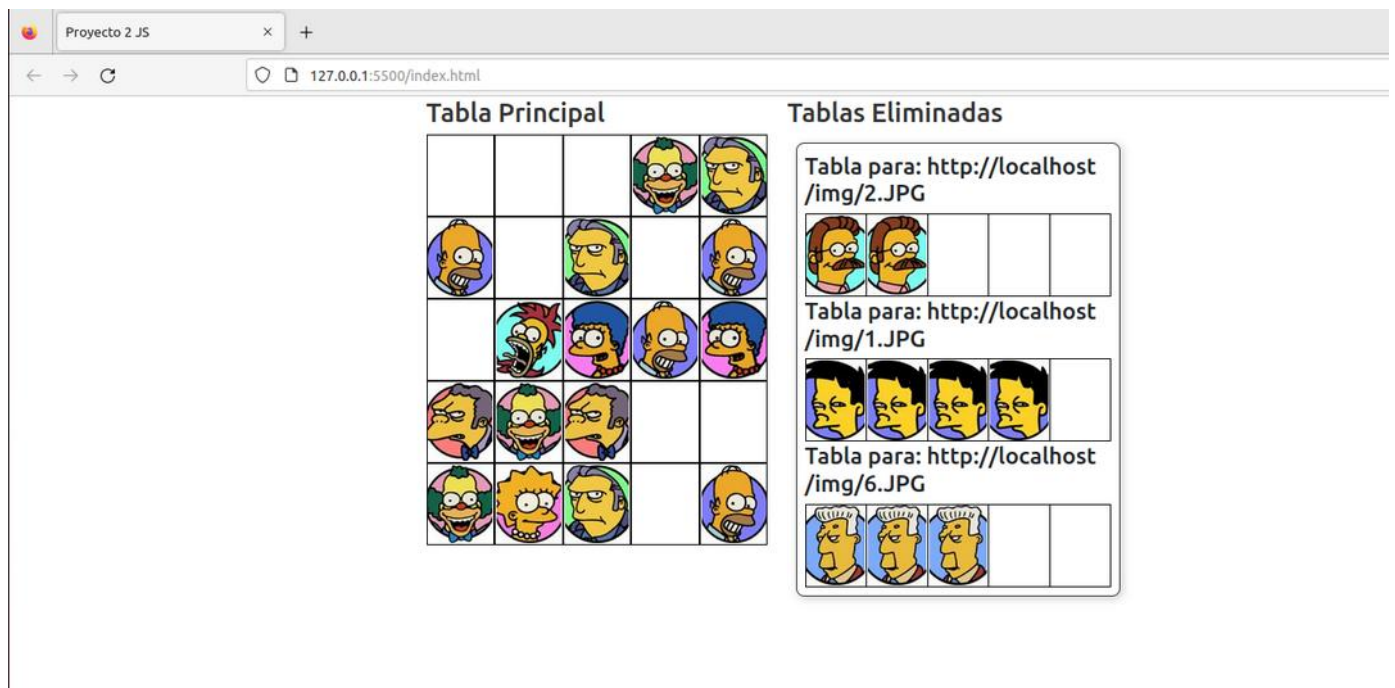 Proyecto 2 JS
127.0.0.1:5500/index.html
Tabla Principal
Tablas Eliminadas
Tabla para: http://localhost
/img/2.JPG
Tabla para: http://localhost
/img/1.JPG
Tabla para: http://localhost
/img/6.JPG